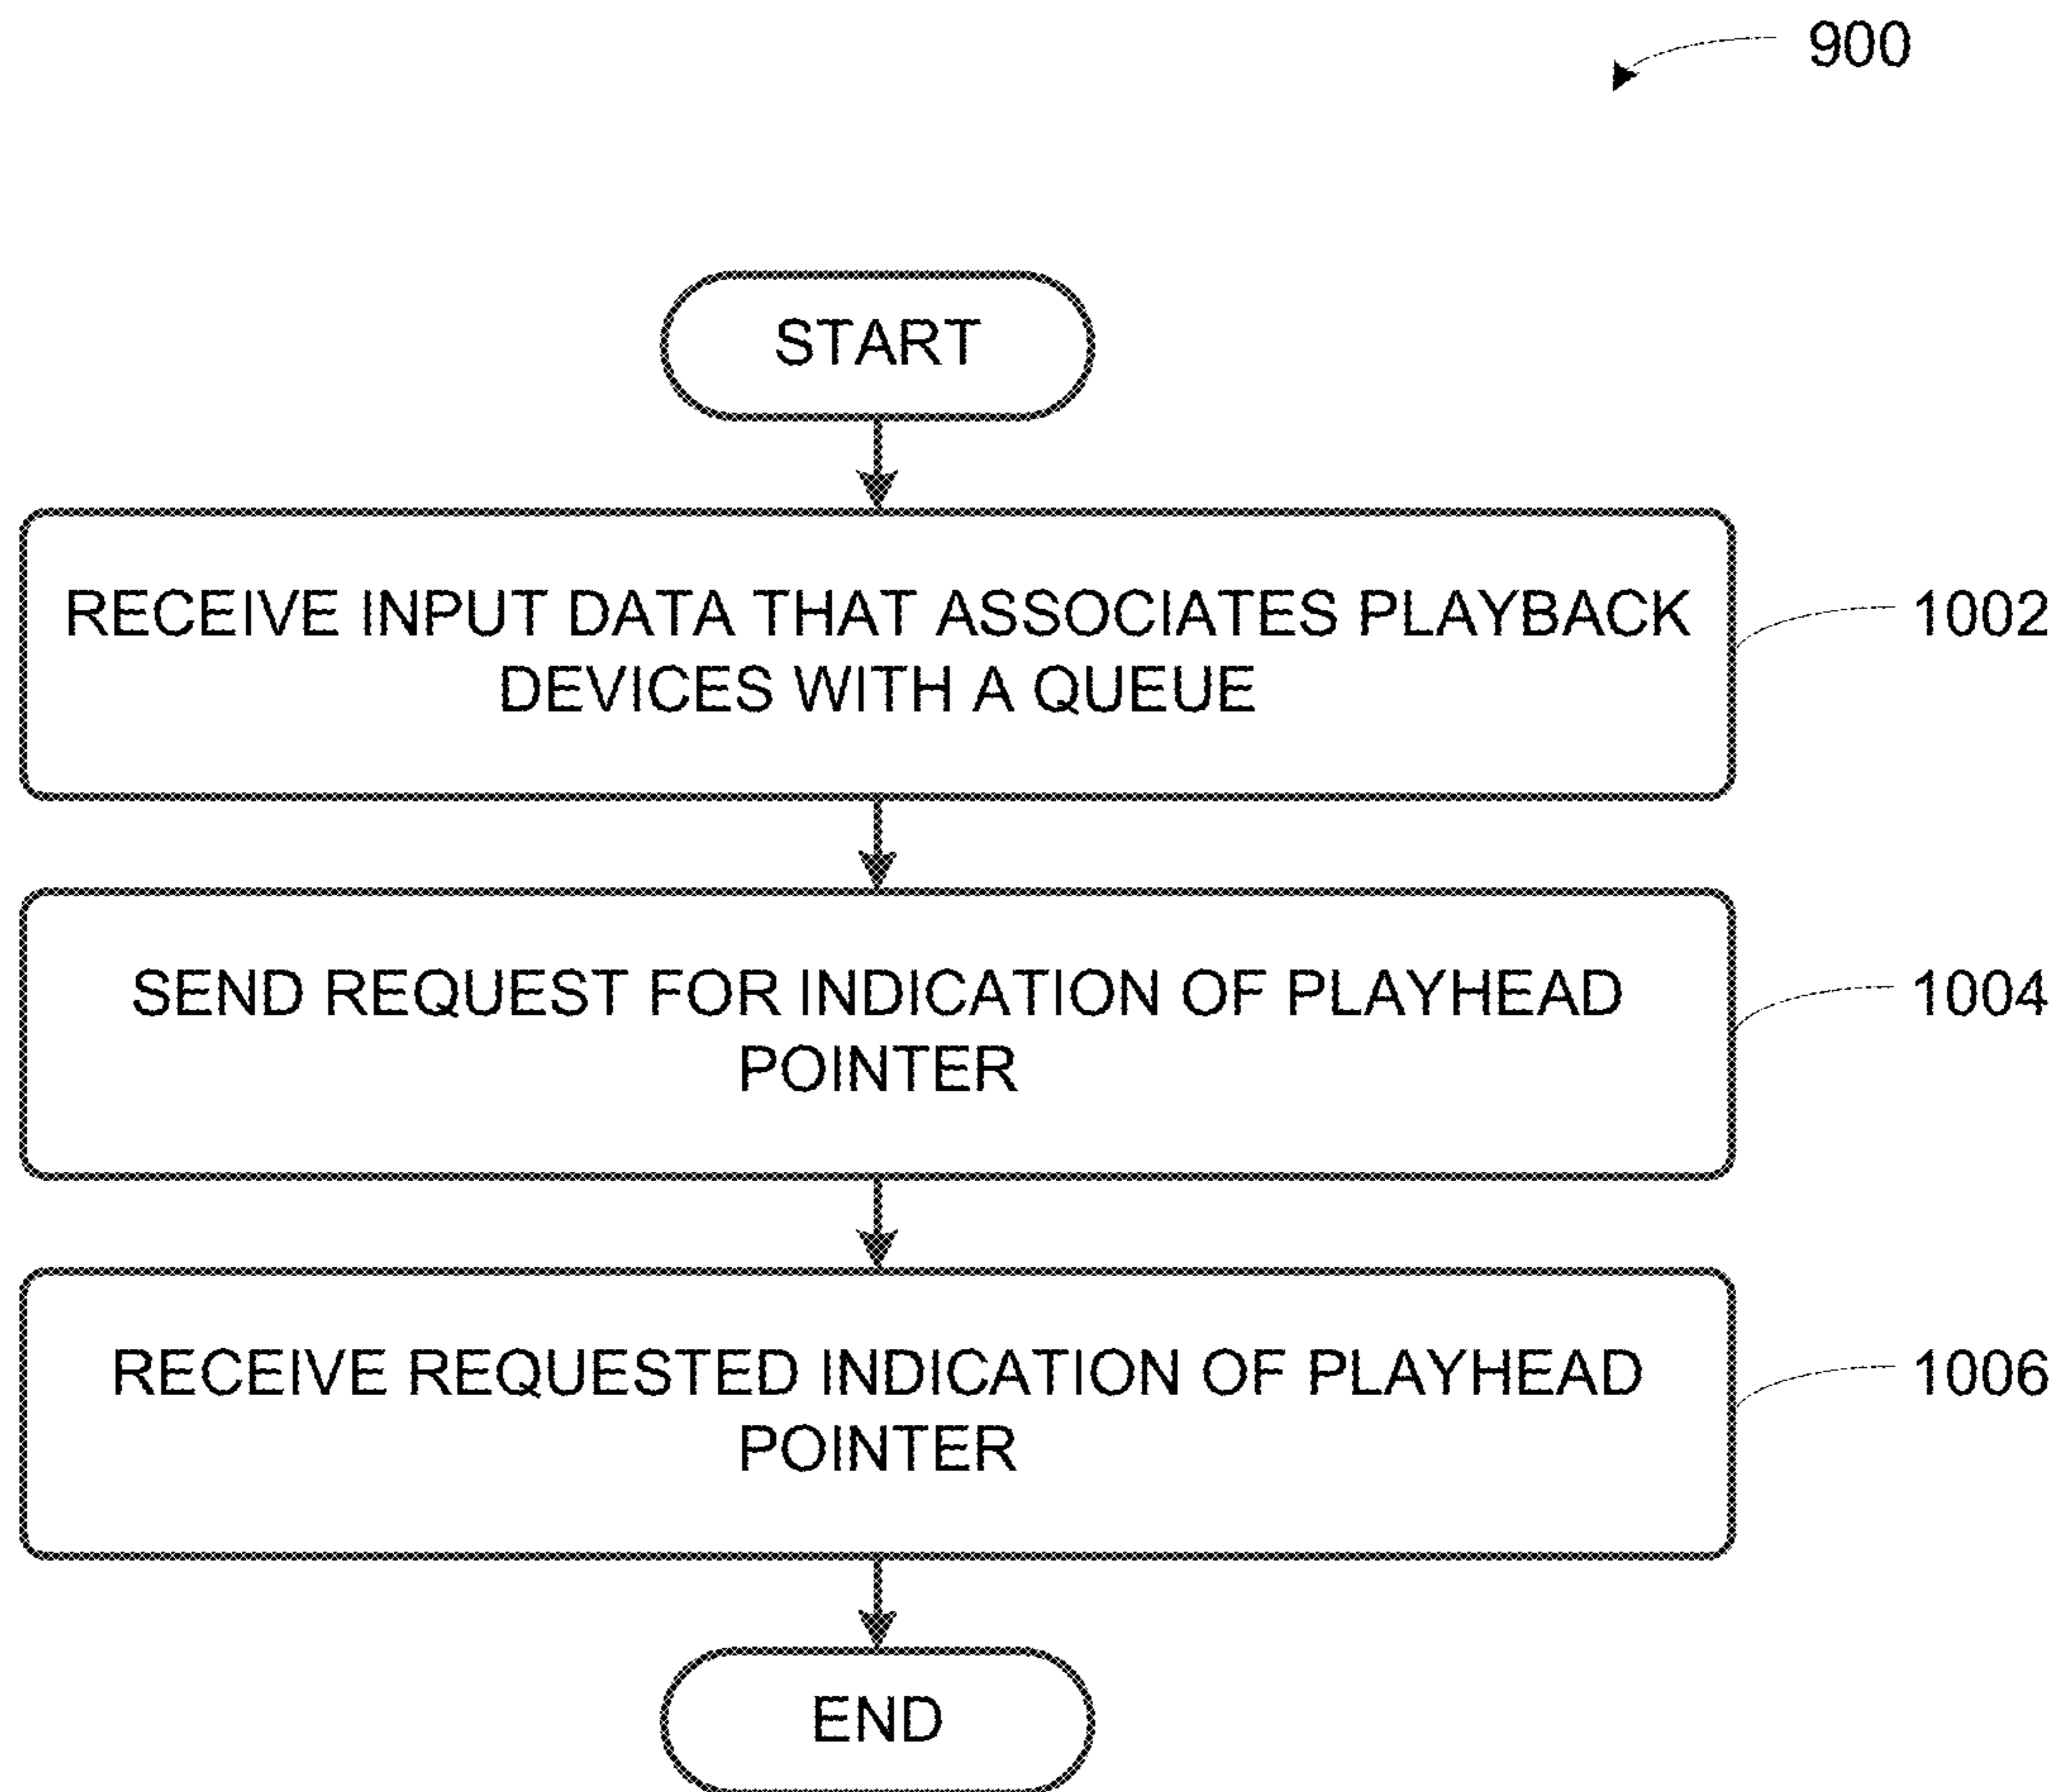 900
START
RECEIVE INPUT DATA THAT ASSOCIATES PLAYBACK
DEVICES WITH A QUEUE
1002
SEND REQUEST FOR INDICATION OF PLAYHEAD
POINTER
1004
RECEIVE REQUESTED INDICATION OF PLAYHEAD
POINTER
1006
END